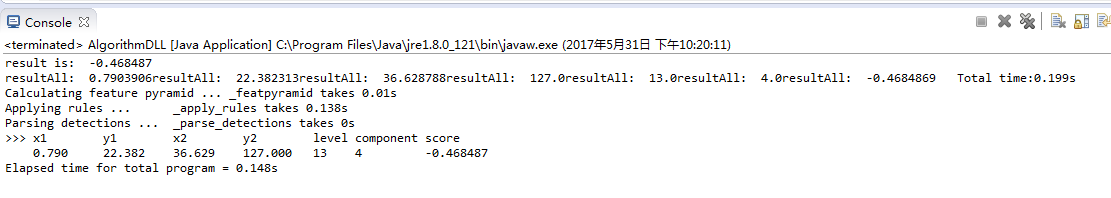 Console
<terminated> AlgorithmDLL [Java Application] C:\Program Files\Java\jre1.8.0_121\bin\javaw.exe (2017年5月31日 下午10:20:11)
result is:  -0.468487
resultAll:  0.7903906resultAll:  22.382313resultAll:  36.628788resultAll:  127.0resultAll:  13.0resultAll:  4.0resultAll:  -0.4684869   Total time:0.199s
Calculating feature pyramid ... _featpyramid takes 0.01s
Applying rules ...      _apply_rules takes 0.138s
Parsing detections ...  _parse_detections takes 0s
>>> x1        y1        x2        y2        level component score
    0.790     22.382    36.629    127.000   13    4         -0.468487
Elapsed time for total program = 0.148s